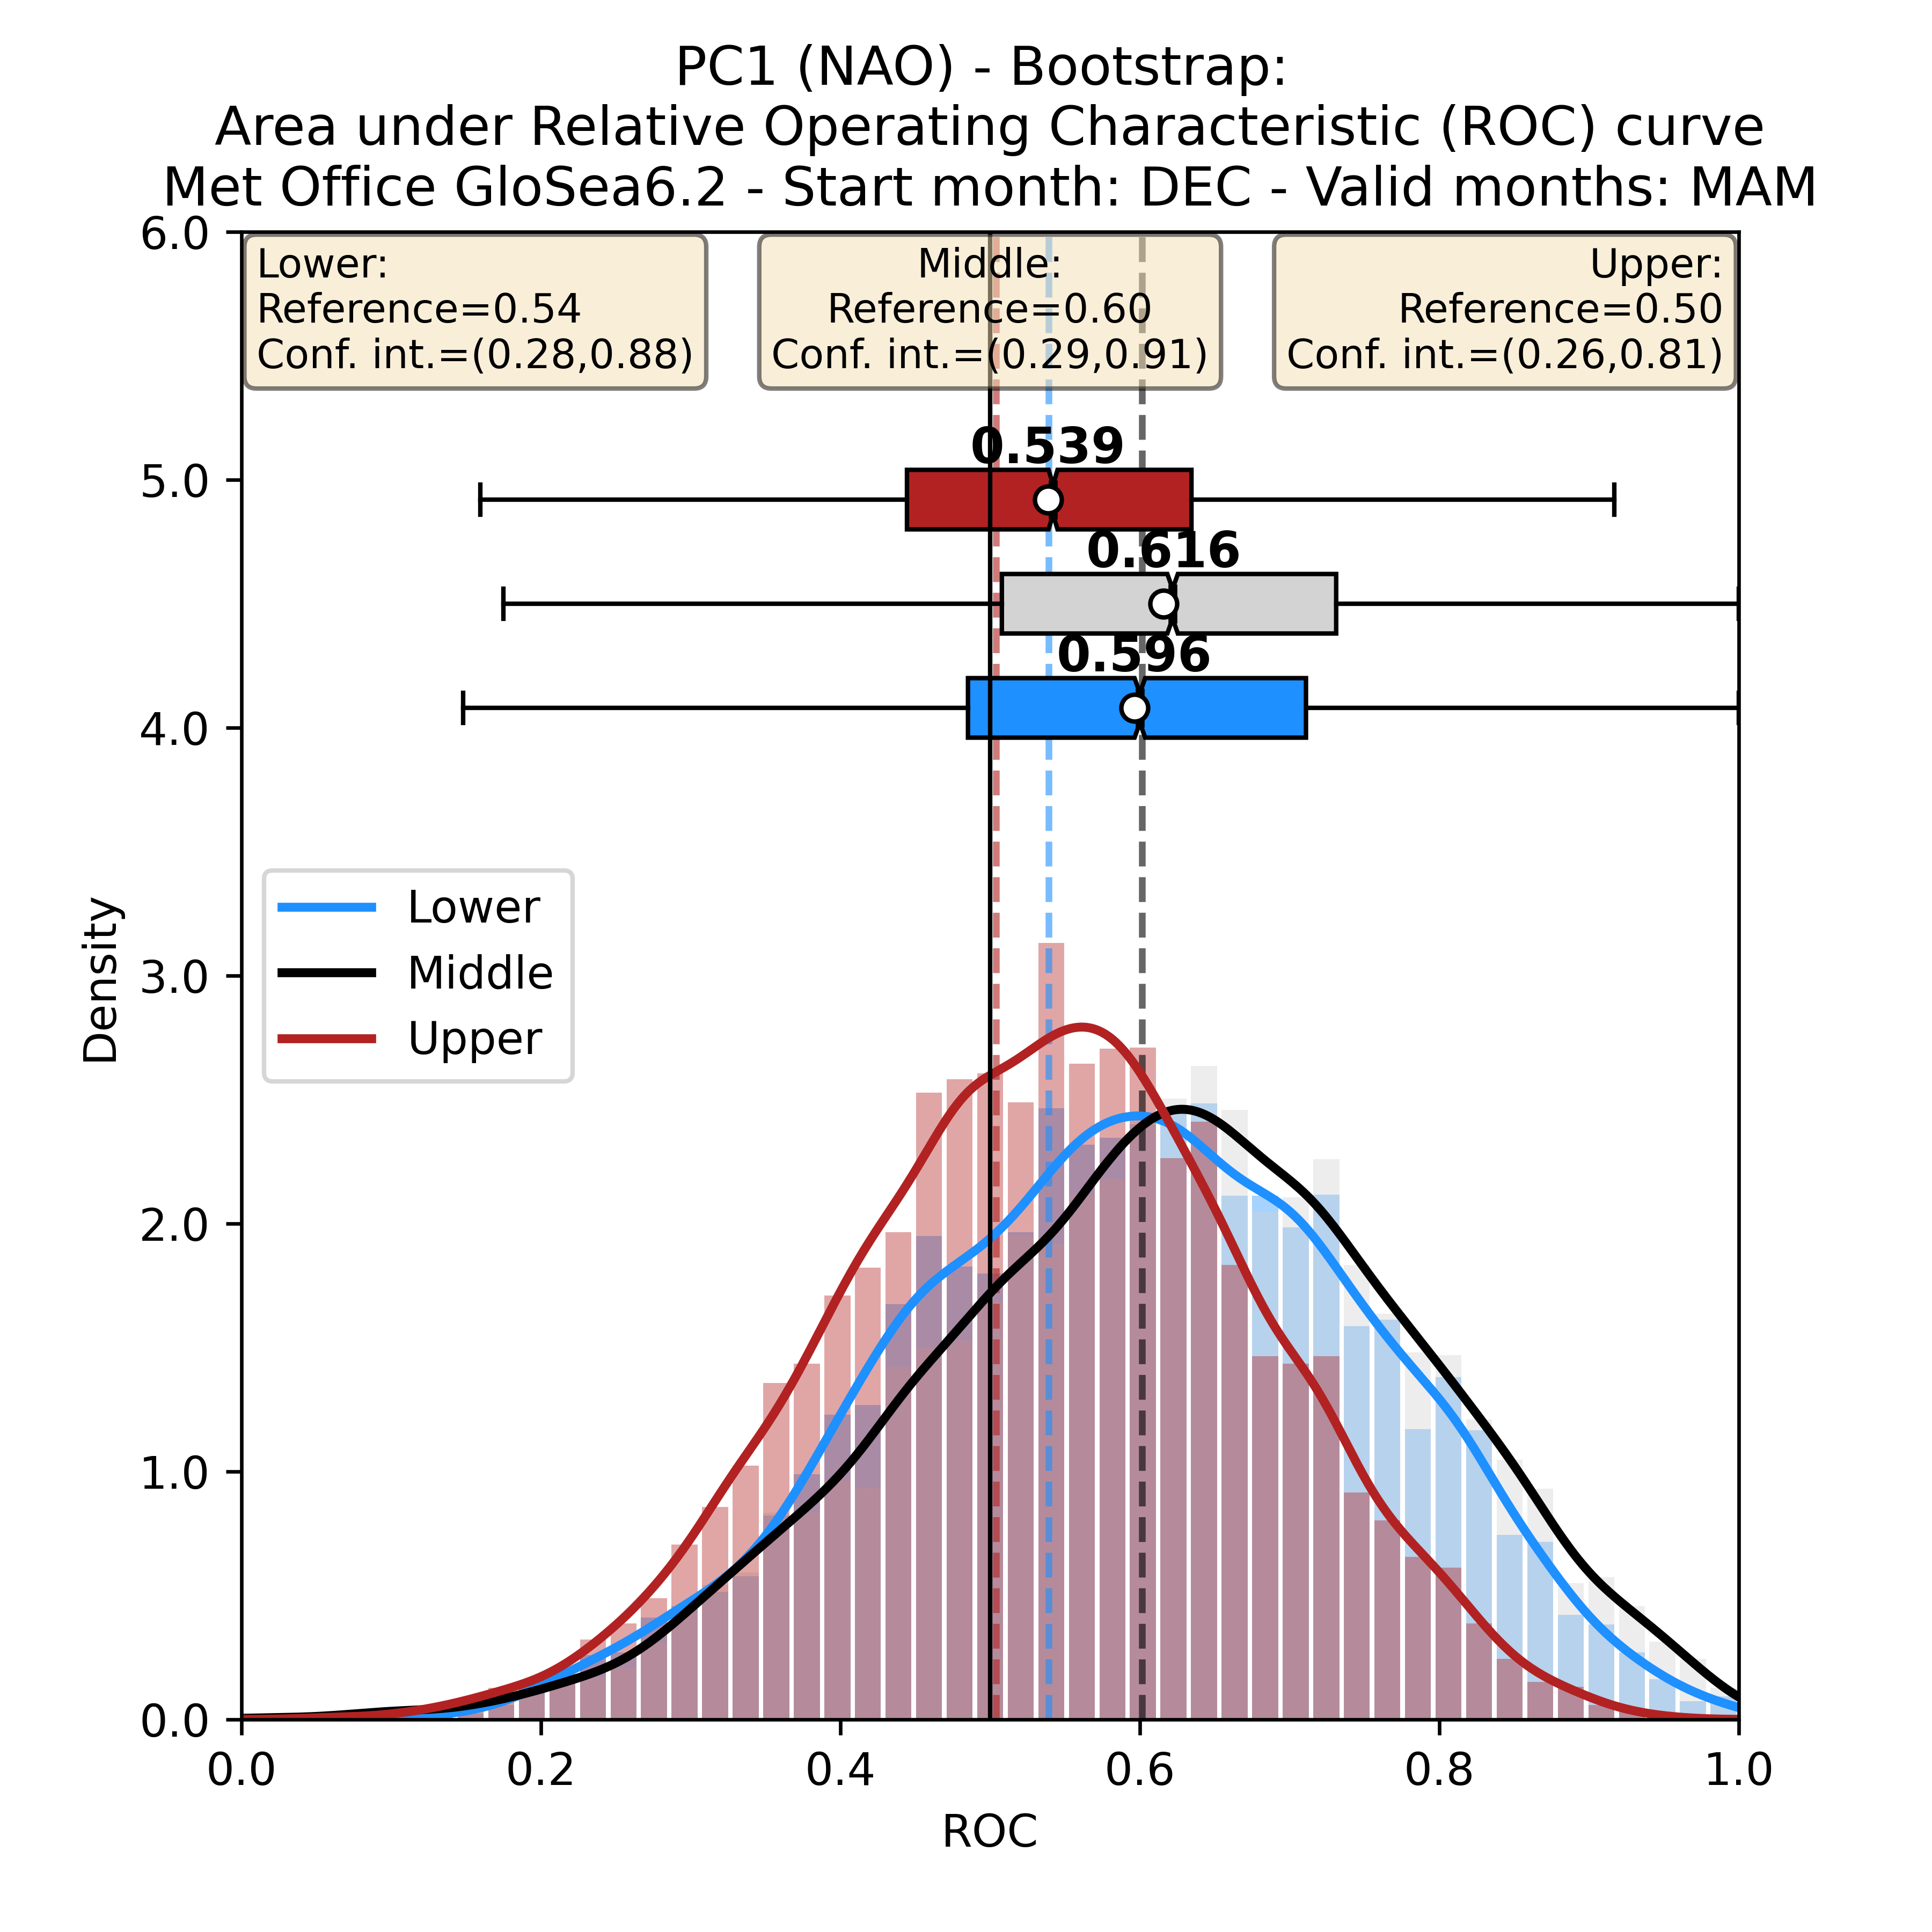 PC1 (NAO) - Bootstrap:
Area under Relative Operating Characteristic (ROC) curve
Met Office GloSea6.2 - Start month: DEC - Valid months: MAM
Lower:
Reference=0.54
Conf. int.=(0.28,0.88)
Middle:
Reference=0.60
Conf. int.=(0.29,0.91)
Upper:
Reference=0.50
Conf. int.=(0.26,0.81)
0.539
0.616
0.596
Lower
Middle
Upper
Density
6.0
5.0
4.0
3.0
2.0
1.0
0.0
0.0 0.2 0.4 0.6 0.8 1.0
ROC